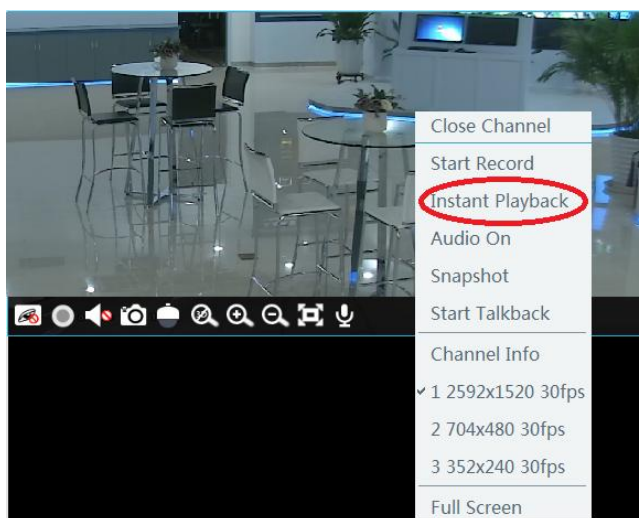 Close Channel
Start Record
Instant Playback
Audio On
Snapshot
Start Talkback
Channel Info
✓ 1 2592x1520 30fps
2 704x480 30fps
3 352x240 30fps
Full Screen